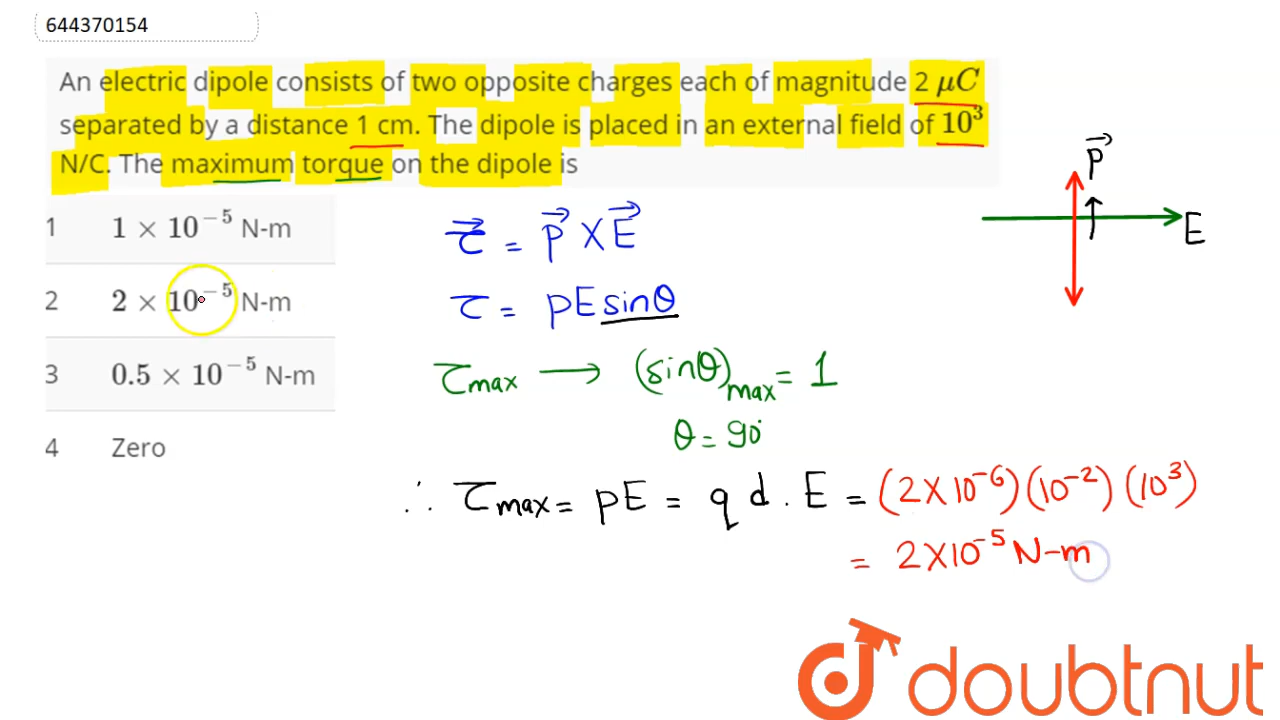 644370154
An electric dipole consists of two opposite charges each of magnitude 2 μC
separated by a distance 1 cm. The dipole is placed in an external field of 10³
N/C. The maximum torque on the dipole is
1 1 × 10⁻⁵ N-m
2 2 × 10⁻⁵ N-m
3 0.5 × 10⁻⁵ N-m
4 Zero
τ⃗ = p⃗ × E⃗
τ = pE sinθ
τmax → (sinθ)max = 1
θ = 90°
∴ τmax = pE = q d . E = (2×10⁻⁶)(10⁻²)(10³)
= 2×10⁻⁵ N-m
P⃗
E
doubtnut